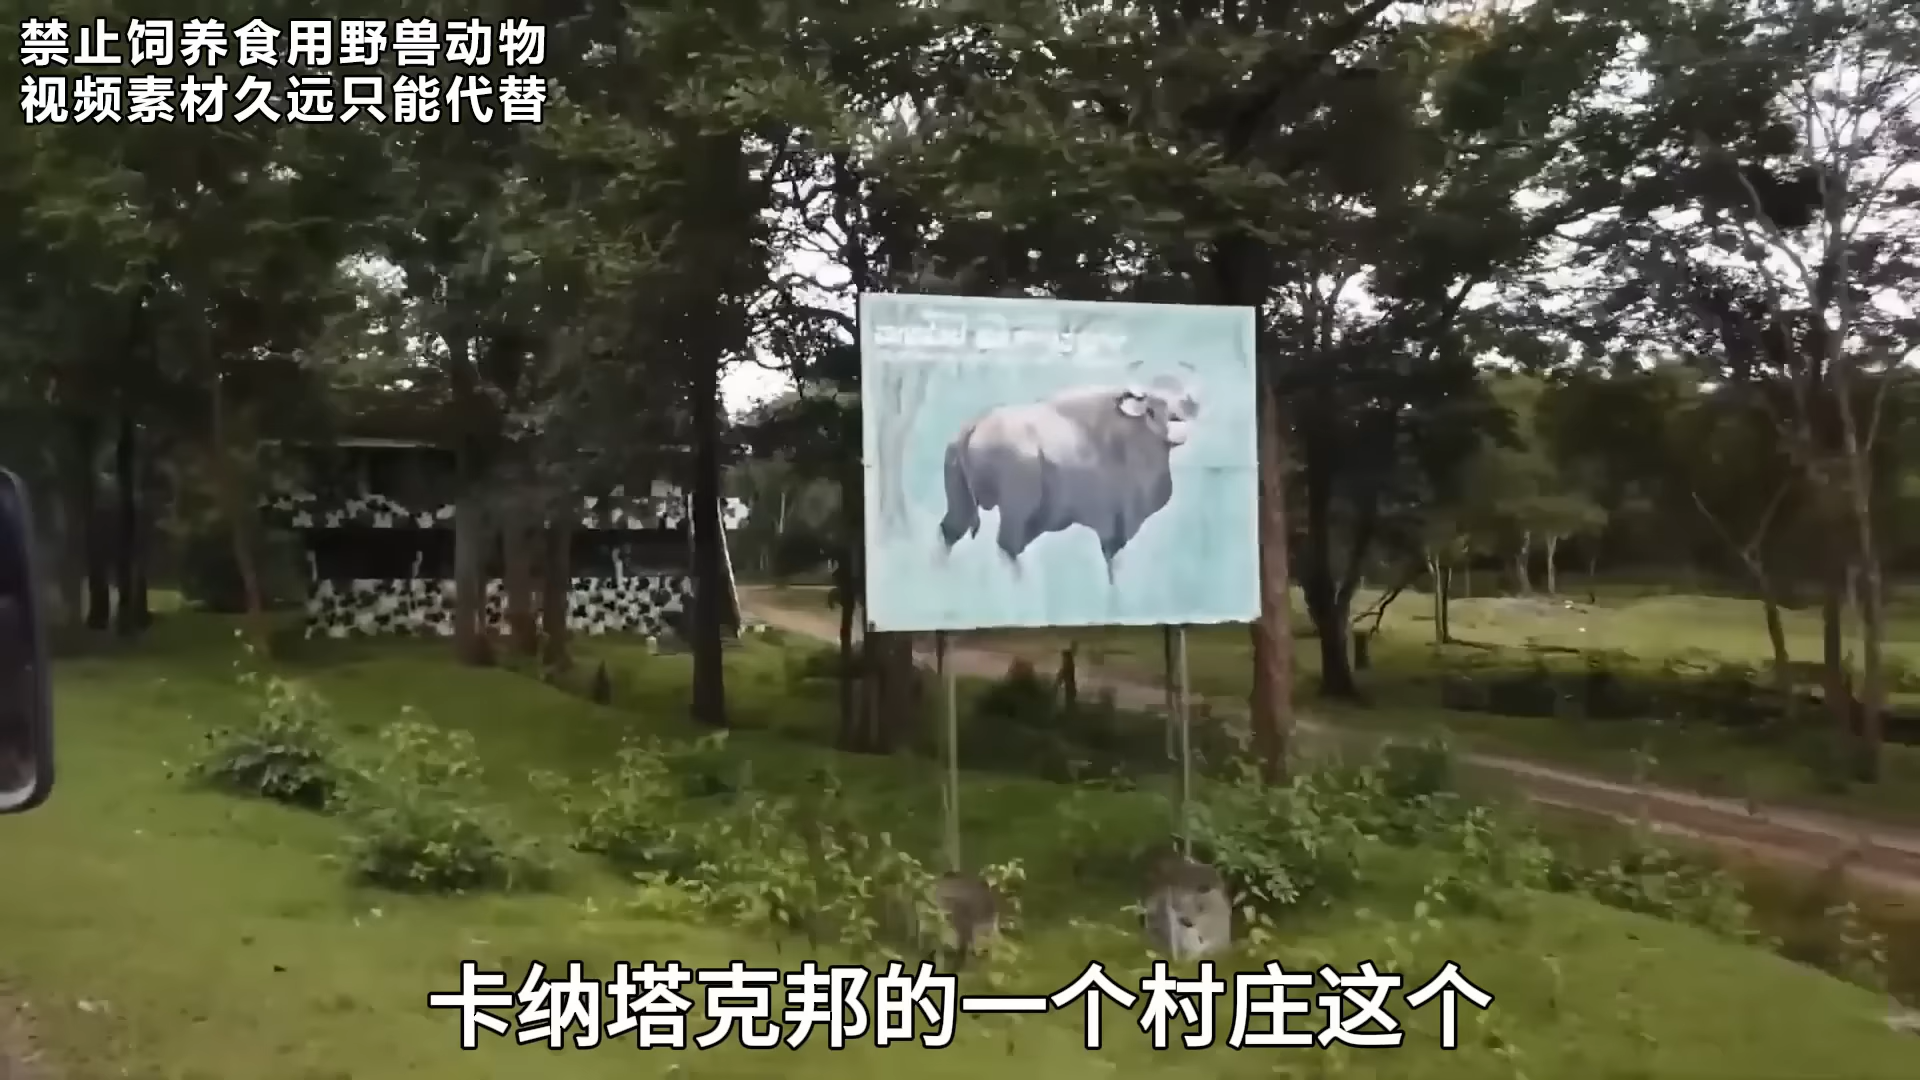 禁止饲养食用野兽动物
视频素材久远只能代替
卡纳塔克邦的一个村庄这个